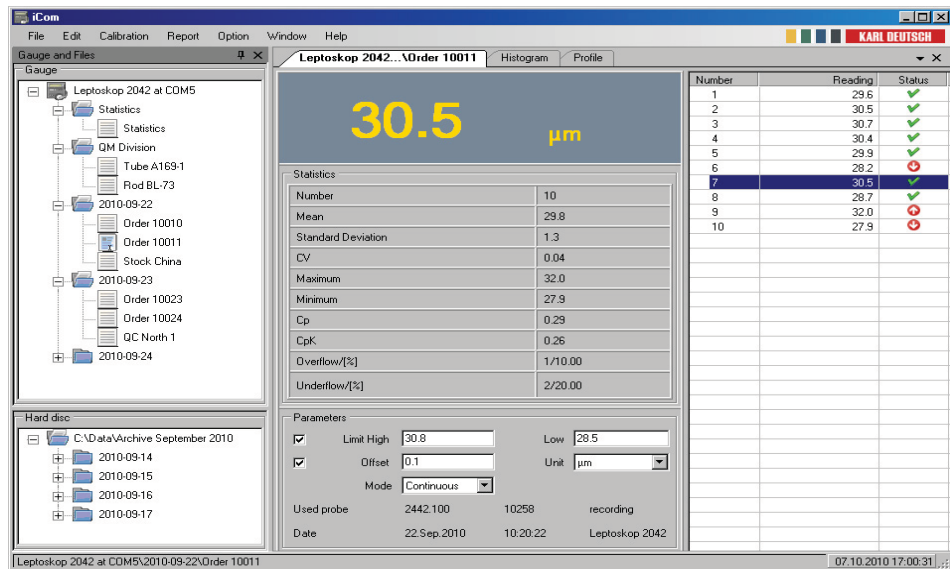 iCom
File Edit Calibration Report Option Window Help
KARL DEUTSCH
Gauge and Files
Gauge
Leptoskop 2042 at COM5
Statistics
Statistics
QM Division
Tube A169-1
Rod BL-73
2010-09-22
Order 10010
Order 10011
Stock China
2010-09-23
Order 10023
Order 10024
QC North 1
2010-09-24
Hard disc
C:\Data\Archive September 2010
2010-09-14
2010-09-15
2010-09-16
2010-09-17
Leptoskop 2042...\Order 10011 Histogram Profile
30.5 µm
Statistics
Number 10
Mean 29.8
Standard Deviation 1.3
CV 0.04
Maximum 32.0
Minimum 27.9
Cp 0.29
CpK 0.26
Overflow/[%] 1/10.00
Underflow/[%] 2/20.00
Parameters
Limit High 30.8 Low 28.5
Offset 0.1 Unit µm
Mode Continuous
Used probe 2442.100 10258 recording
Date 22.Sep.2010 10:20:22 Leptoskop 2042
Number Reading Status
1 29.6
2 30.5
3 30.7
4 30.4
5 29.9
6 28.2
7 30.5
8 28.7
9 32.0
10 27.9
Leptoskop 2042 at COM5\2010-09-22\Order 10011
07.10.2010 17:00:31